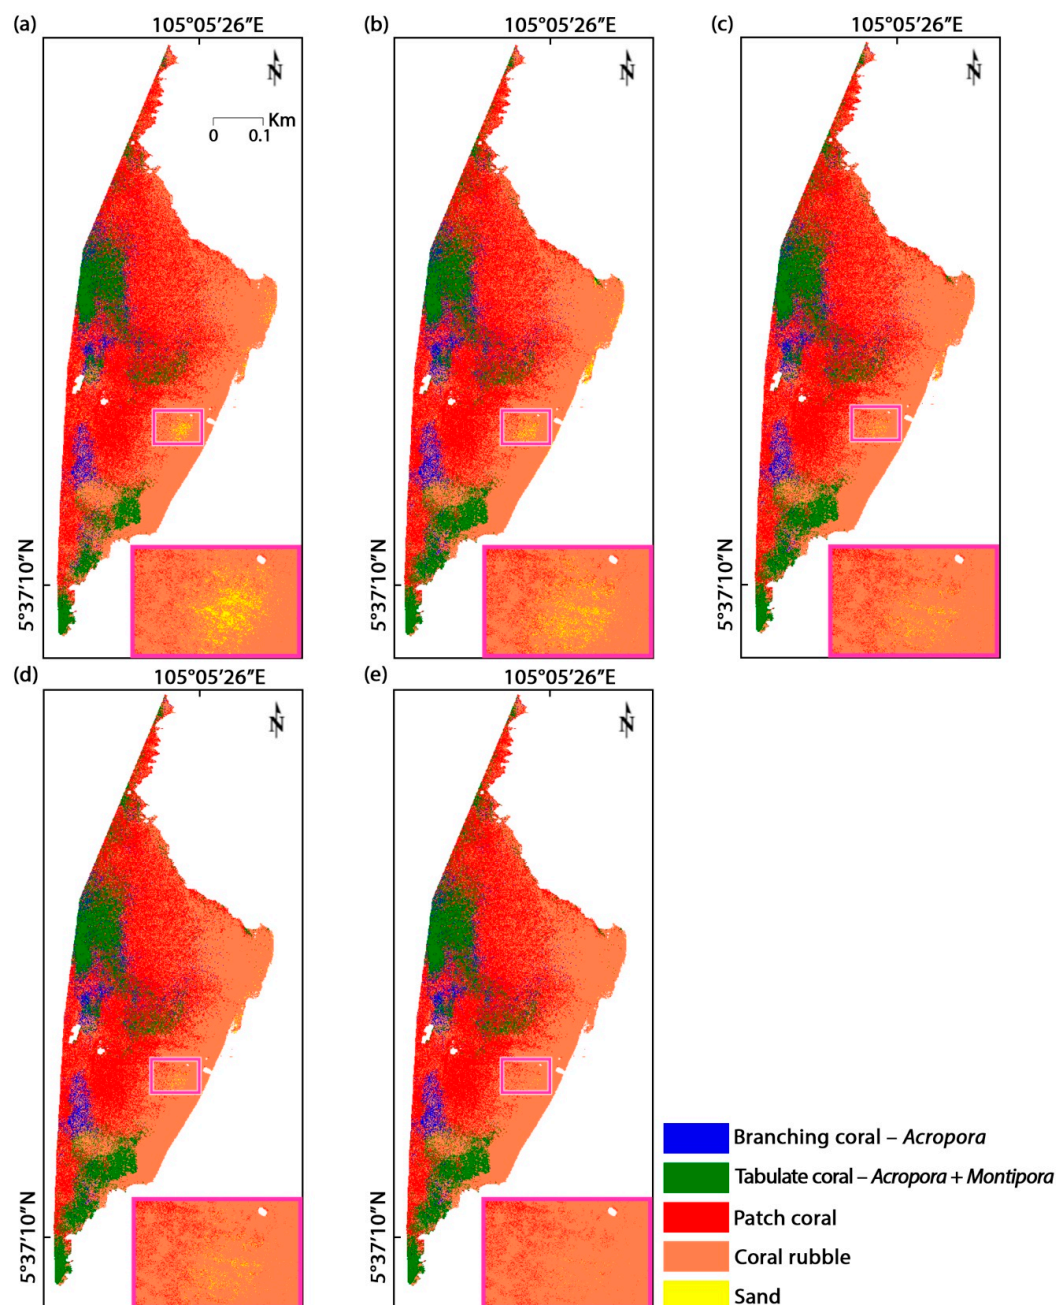 (a)
105°05′26″E
(b)
105°05′26″E
(c)
105°05′26″E
N
N
N
Km
0 0.1
5°37′10″N
5°37′10″N
5°37′10″N
(d)
105°05′26″E
(e)
105°05′26″E
N
N
5°37′10″N
5°37′10″N
Branching coral – Acropora
Tabulate coral – Acropora + Montipora
Patch coral
Coral rubble
Sand